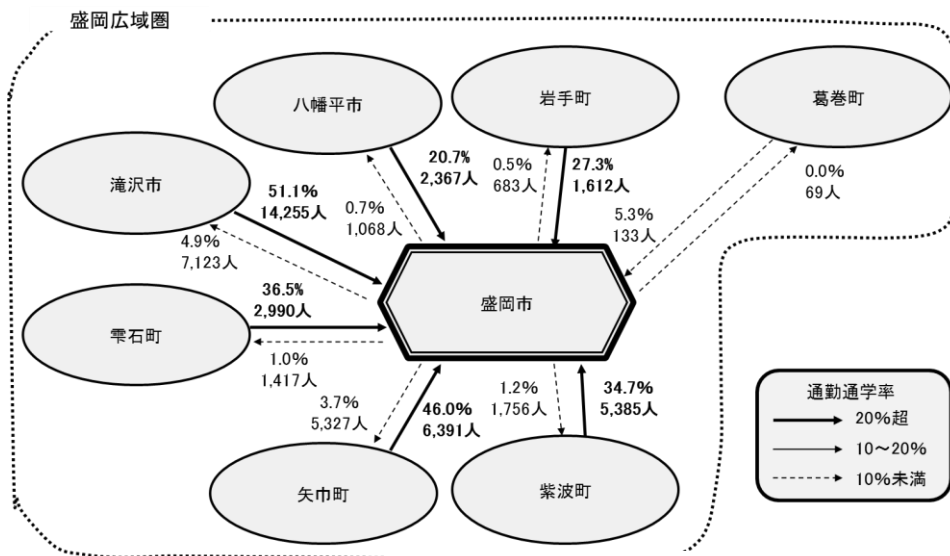 盛岡広域圏
八幡平市
岩手町
葛巻町
滝沢市
20.7%
2,367人
0.5%
683人
27.3%
1,612人
0.0%
69人
51.1%
14,255人
0.7%
1,068人
5.3%
133人
4.9%
7,123人
36.5%
2,990人
盛岡市
雫石町
1.0%
1,417人
3.7%
5,327人
46.0%
6,391人
1.2%
1,756人
34.7%
5,385人
矢巾町
紫波町
通勤通学率
20%超
10～20%
10%未満